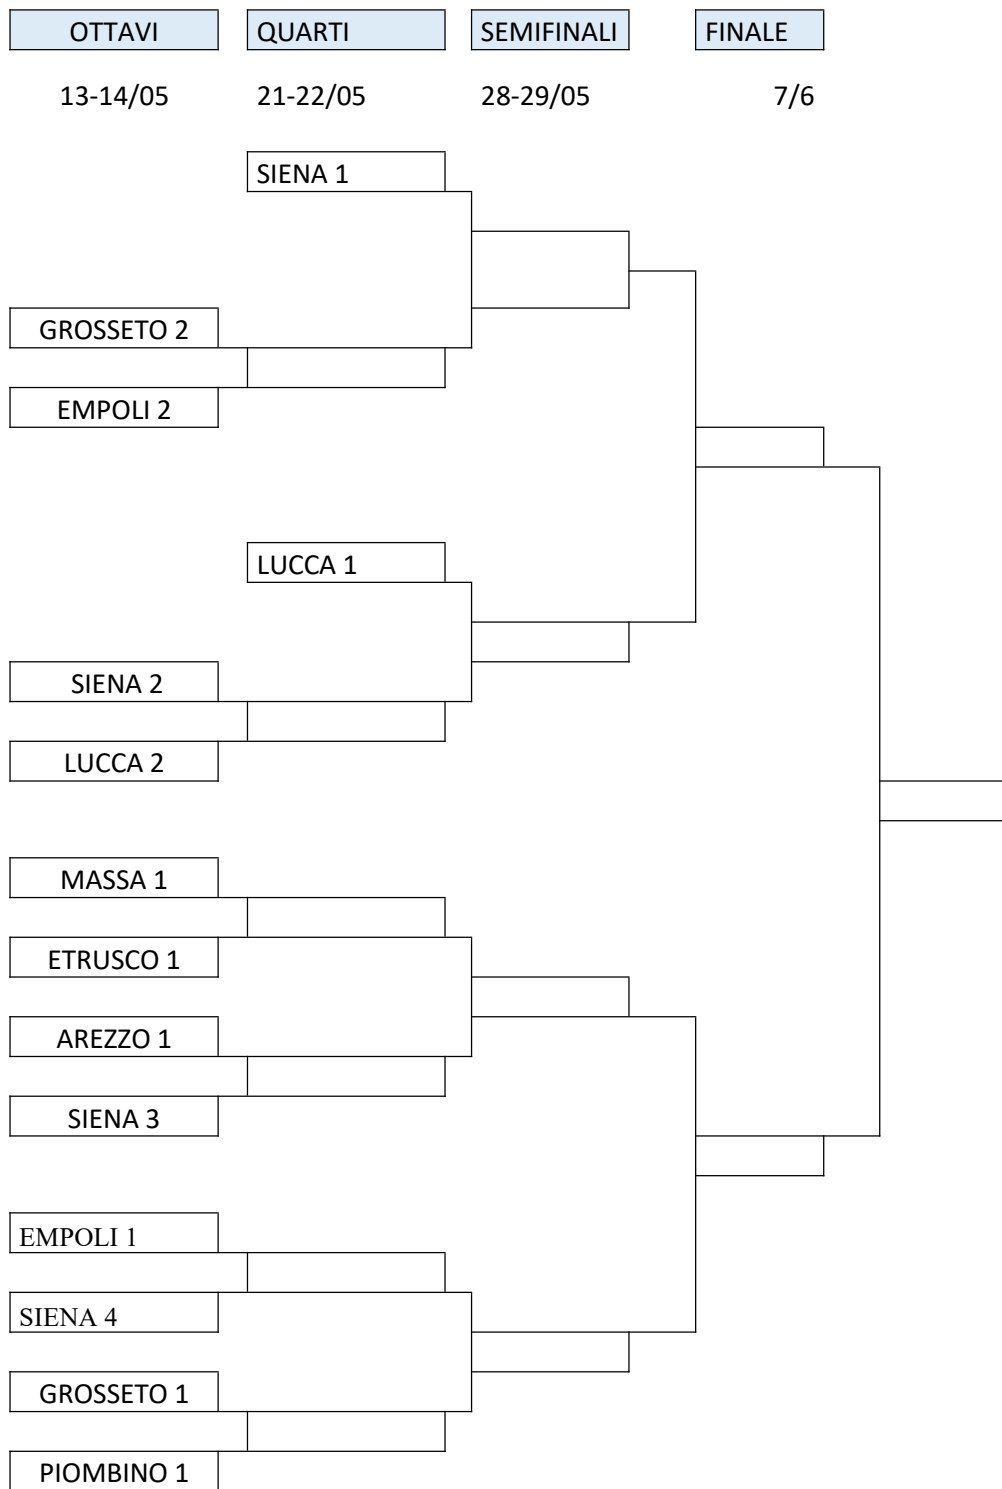 OTTAVI QUARTI SEMIFINALI FINALE
13-14/05 21-22/05 28-29/05 7/6
SIENA 1
GROSSETO 2
EMPOLI 2
LUCCA 1
SIENA 2
LUCCA 2
MASSA 1
ETRUSCO 1
AREZZO 1
SIENA 3
EMPOLI 1
SIENA 4
GROSSETO 1
PIOMBINO 1